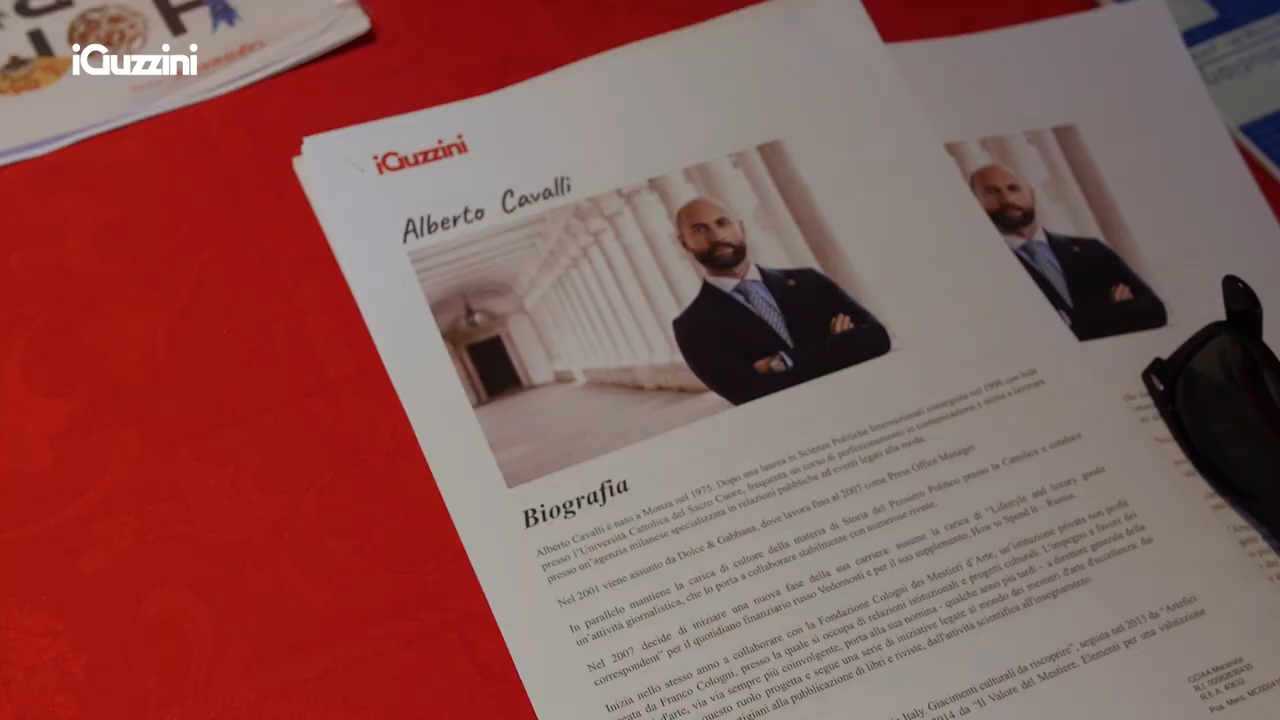 iGuzzini
iGuzzini
Alberto Cavalli
Biografia
Alberto Cavalli è nato a Monza nel 1975. Dopo una laurea in Scienze Politiche Internazionali conseguita nel 1998 con lode
presso l'Università Cattolica del Sacro Cuore, frequenta un corso di perfezionamento in comunicazione, e inizia a lavorare
presso un'agenzia milanese specializzata in relazioni pubbliche ed eventi legati alla moda.
Nel 2001 viene assunto da Dolce & Gabbana, dove lavora fino al 2007 come Press Office Manager.
In parallelo mantiene la carica di cultore della materia di Storia del Pensiero Politico presso la Cattolica e conduce
un'attività giornalistica, che lo porta a collaborare stabilmente con numerose riviste.
Nel 2007 decide di iniziare una nuova fase della sua carriera: assume la carica di "Lifestyle and luxury goods
correspondent" per il quotidiano finanziario russo Vedomosti e per il suo supplemento, How to Spend It – Russia.
Inizia nello stesso anno a collaborare con la Fondazione Cologni dei Mestieri d'Arte, un'istituzione privata non profit
da Franco Cologni, presso la quale si occupa di relazioni istituzionali e progetti culturali. L'impegno a favore dei
d'arte, via via sempre più coinvolgente, porta alla sua nomina - qualche anno più tardi - a direttore generale della
questo ruolo progetta e segue una serie di iniziative legate al mondo dei mestieri d'arte d'eccellenza: dai
alla pubblicazione di libri e riviste, dall'attività scientifica all'insegnamento.
Italy Giacimenti culturali da riscoprire", seguita nel 2013 da "Artefici
2014 da "Il Valore del Mestiere. Elementi per una valutazione
CCIAA Macerata
R.I. 00082630435
R.E.A. 40632